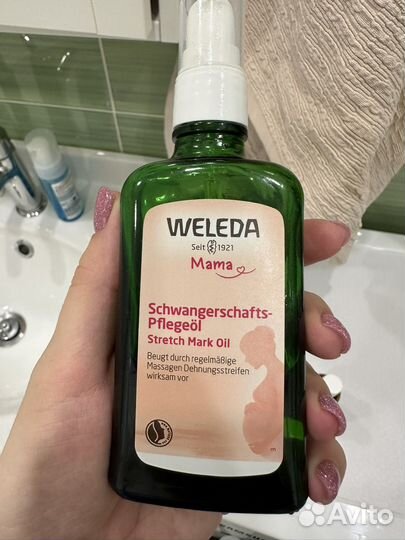 WELEDA
Seit 1921
Mama
Schwangerschafts-
Pflegeöl
Stretch Mark Oil
Beugt durch regelmäßige
Massagen Dehnungsstreifen
wirksam vor
Avito